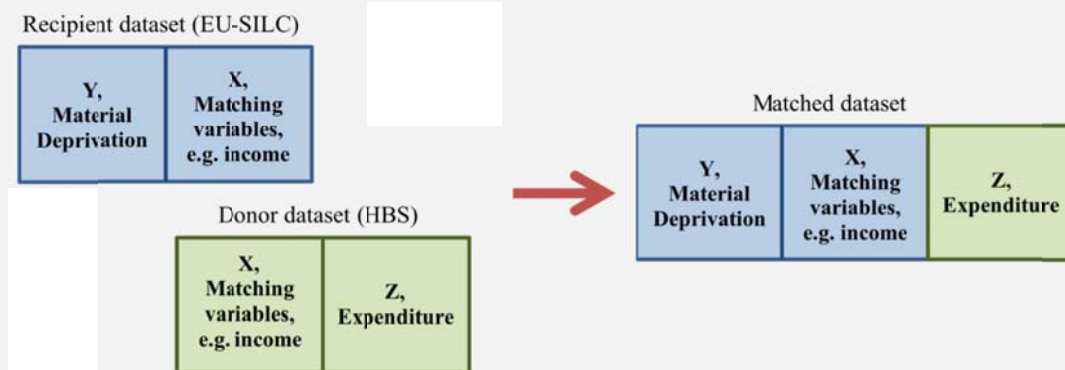 Recipient dataset (EU-SILC)
Y,
Material
Deprivation
X,
Matching
variables,
e.g. income
Donor dataset (HBS)
X,
Matching
variables,
e.g. income
Z,
Expenditure
Matched dataset
Y,
Material
Deprivation
X,
Matching
variables,
e.g. income
Z,
Expenditure